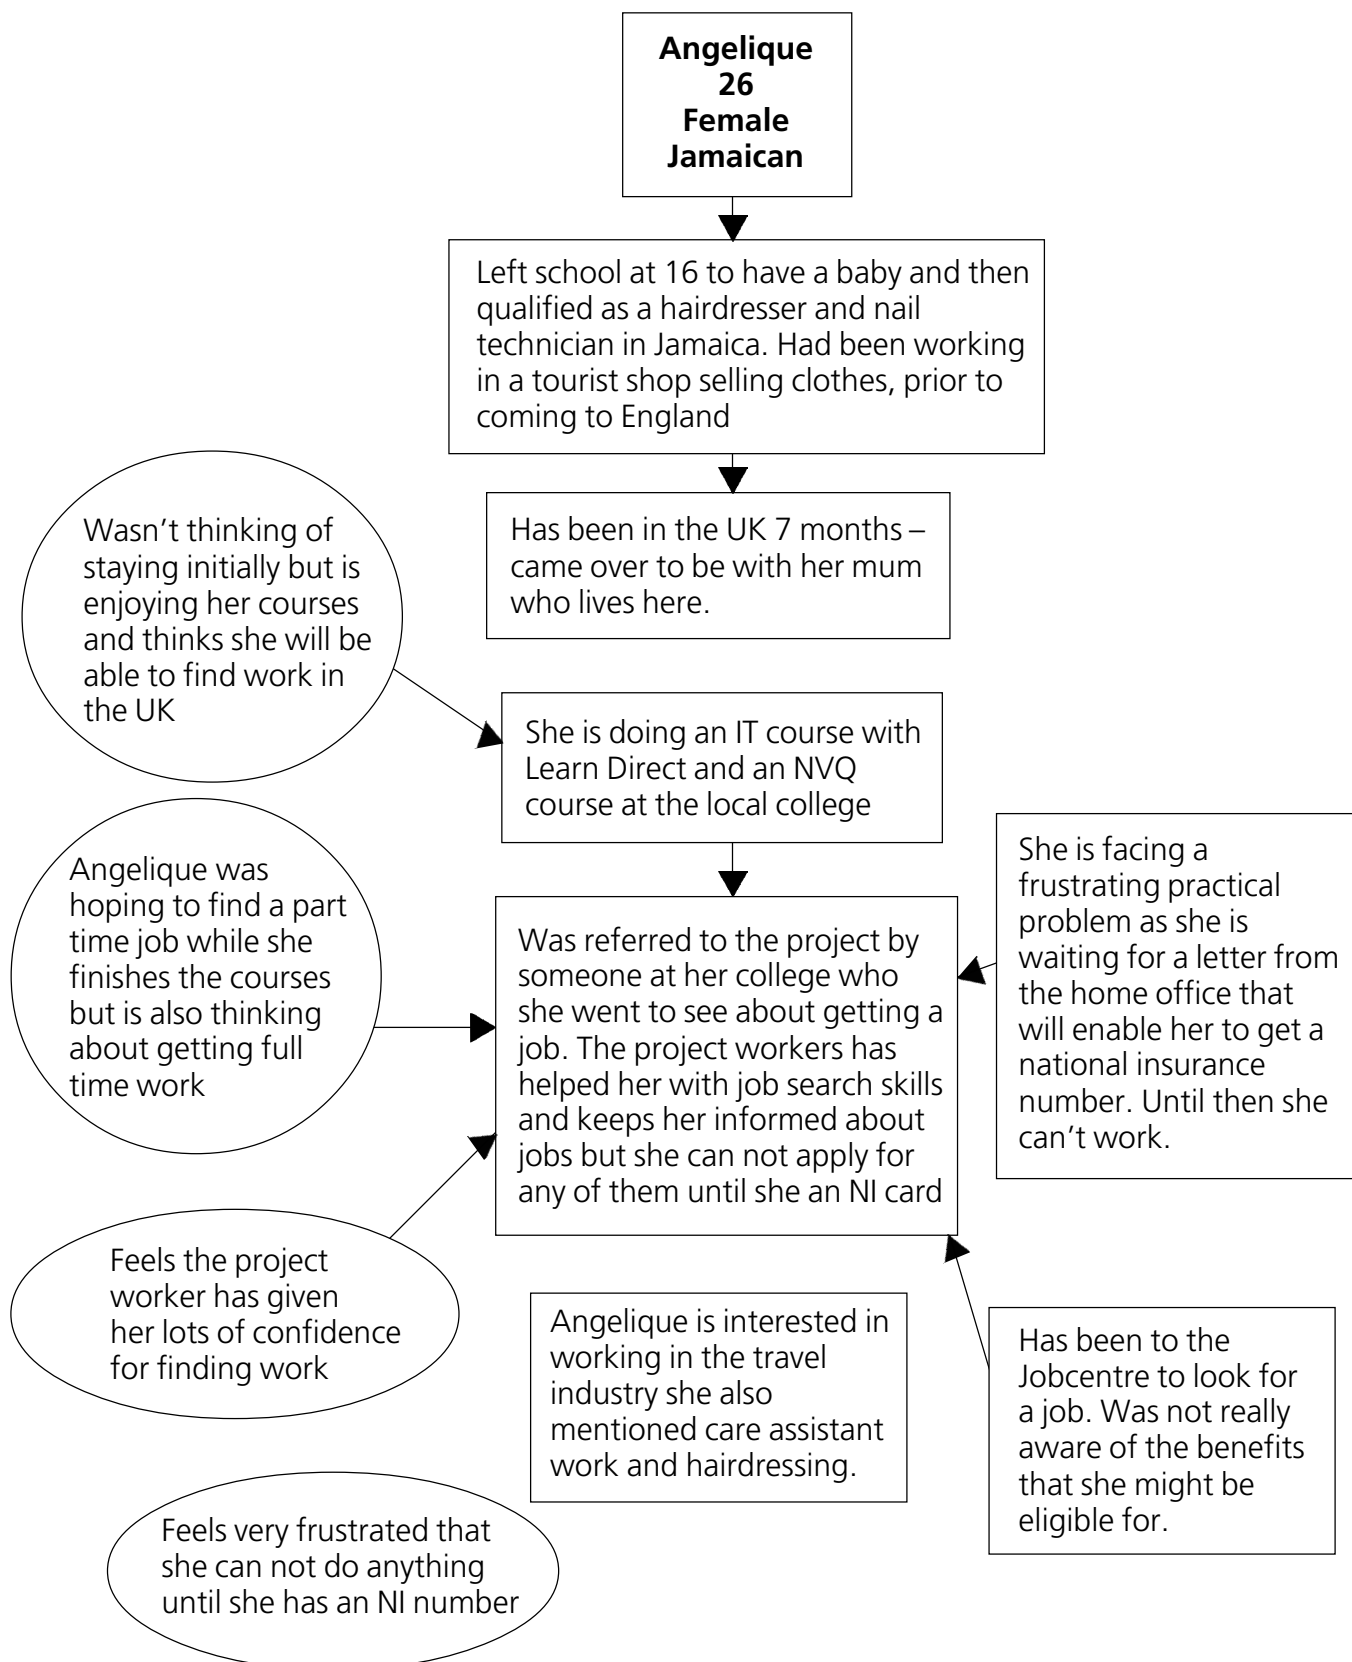 Angelique
26
Female
Jamaican
Left school at 16 to have a baby and then
qualified as a hairdresser and nail
technician in Jamaica. Had been working
in a tourist shop selling clothes, prior to
coming to England
Has been in the UK 7 months –
came over to be with her mum
who lives here.
Wasn't thinking of
staying initially but is
enjoying her courses
and thinks she will be
able to find work in
the UK
She is doing an IT course with
Learn Direct and an NVQ
course at the local college
Angelique was
hoping to find a part
time job while she
finishes the courses
but is also thinking
about getting full
time work
Was referred to the project by
someone at her college who
she went to see about getting a
job. The project workers has
helped her with job search skills
and keeps her informed about
jobs but she can not apply for
any of them until she an NI card
She is facing a
frustrating practical
problem as she is
waiting for a letter from
the home office that
will enable her to get a
national insurance
number. Until then she
can't work.
Feels the project
worker has given
her lots of confidence
for finding work
Angelique is interested in
working in the travel
industry she also
mentioned care assistant
work and hairdressing.
Has been to the
Jobcentre to look for
a job. Was not really
aware of the benefits
that she might be
eligible for.
Feels very frustrated that
she can not do anything
until she has an NI number